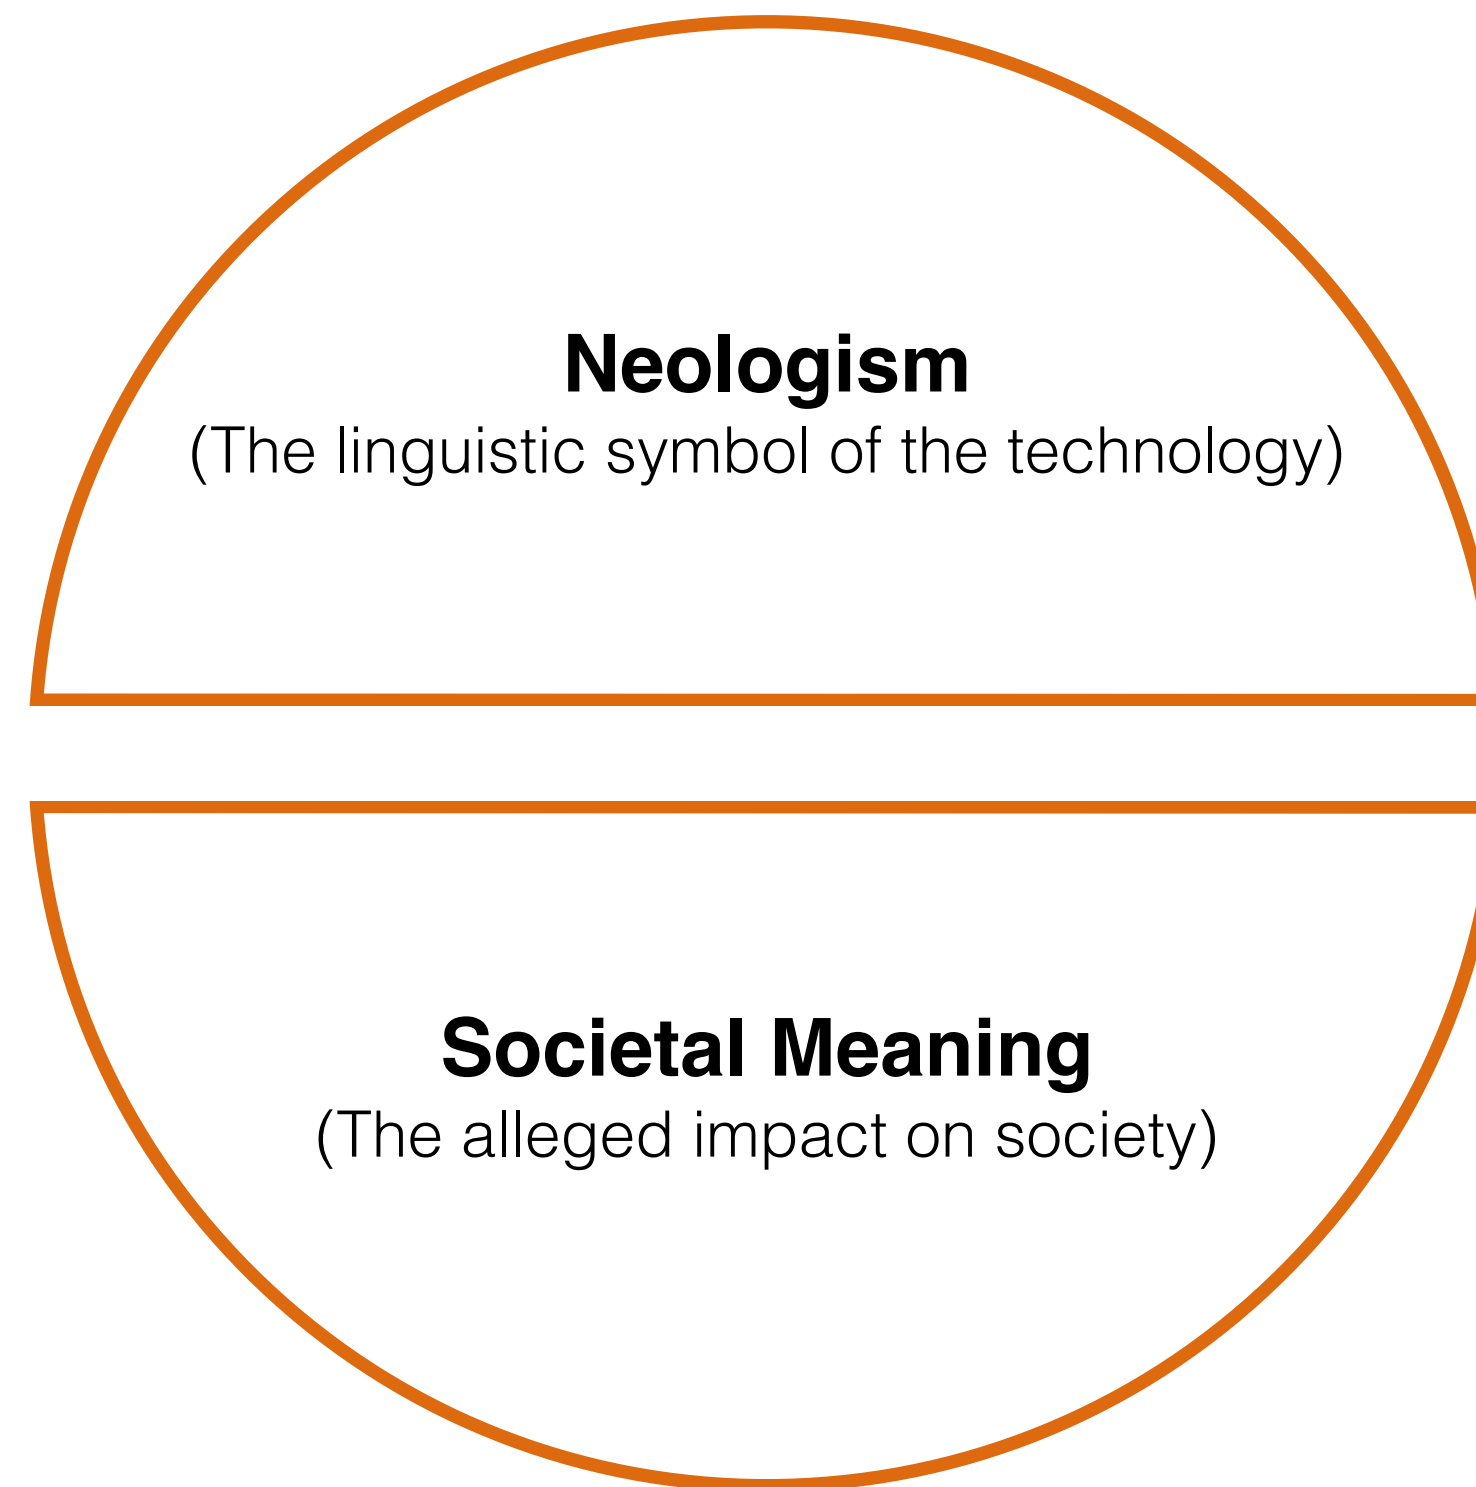 Neologism
(The linguistic symbol of the technology)
Societal Meaning
(The alleged impact on society)